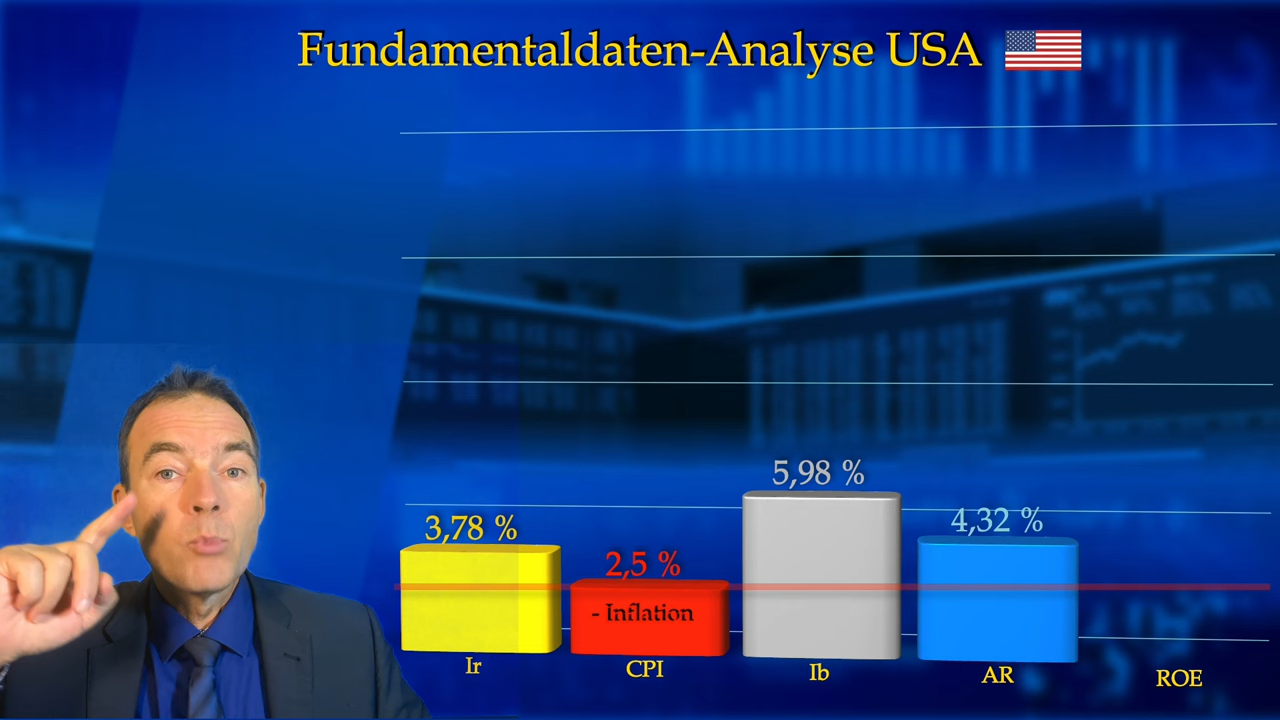 Fundamentaldaten-Analyse USA
5,98 %
3,78 %
4,32 %
2,5 %
- Inflation
Ir
CPI
Ib
AR
ROE